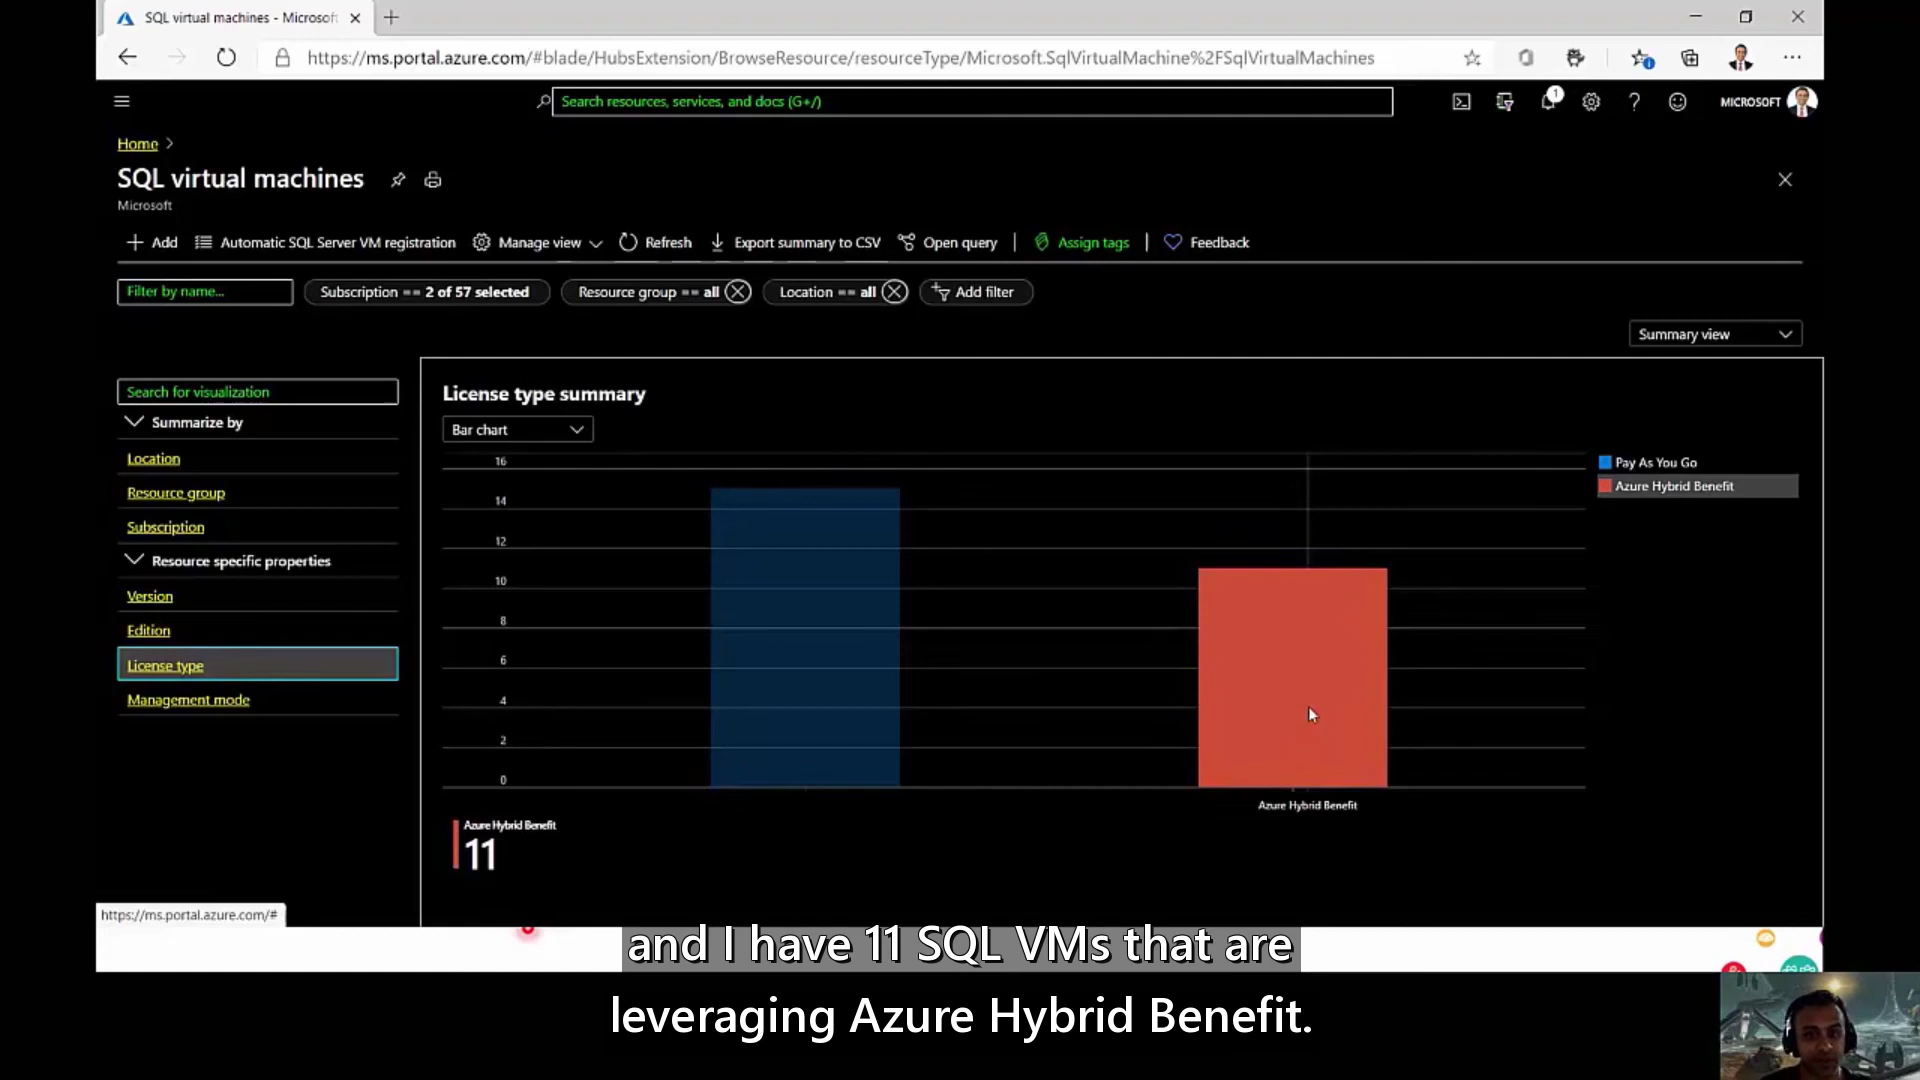 SQL virtual machines - Microsoft
https://ms.portal.azure.com/#blade/HubsExtension/BrowseResource/resourceType/Microsoft.SqlVirtualMachine%2FSqlVirtualMachines
Search resources, services, and docs (G+/)
1
MICROSOFT
Home >
SQL virtual machines
Microsoft
Add
Automatic SQL Server VM registration
Manage view
Refresh
Export summary to CSV
Open query
Assign tags
Feedback
Filter by name...
Subscription == 2 of 57 selected
Resource group == all
Location == all
Add filter
Summary view
Search for visualization
Summarize by
Location
Resource group
Subscription
Resource specific properties
Version
Edition
License type
Management mode
License type summary
Bar chart
16
14
12
10
8
6
4
2
0
Pay As You Go
Azure Hybrid Benefit
Azure Hybrid Benefit
Azure Hybrid Benefit
11
https://ms.portal.azure.com/#
and I have 11 SQL VMs that are
leveraging Azure Hybrid Benefit.